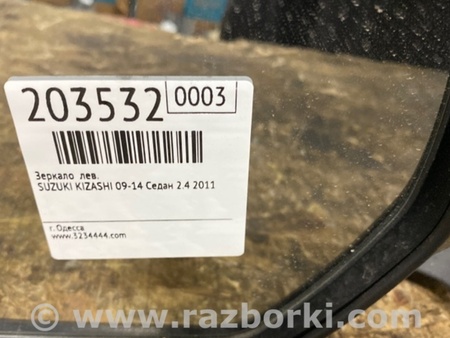 203532 0003
Зеркало лев.
SUZUKI KIZASHI 09-14 Седан 2.4 2011
г.Одесса
www.3234444.com
www.razborki.com